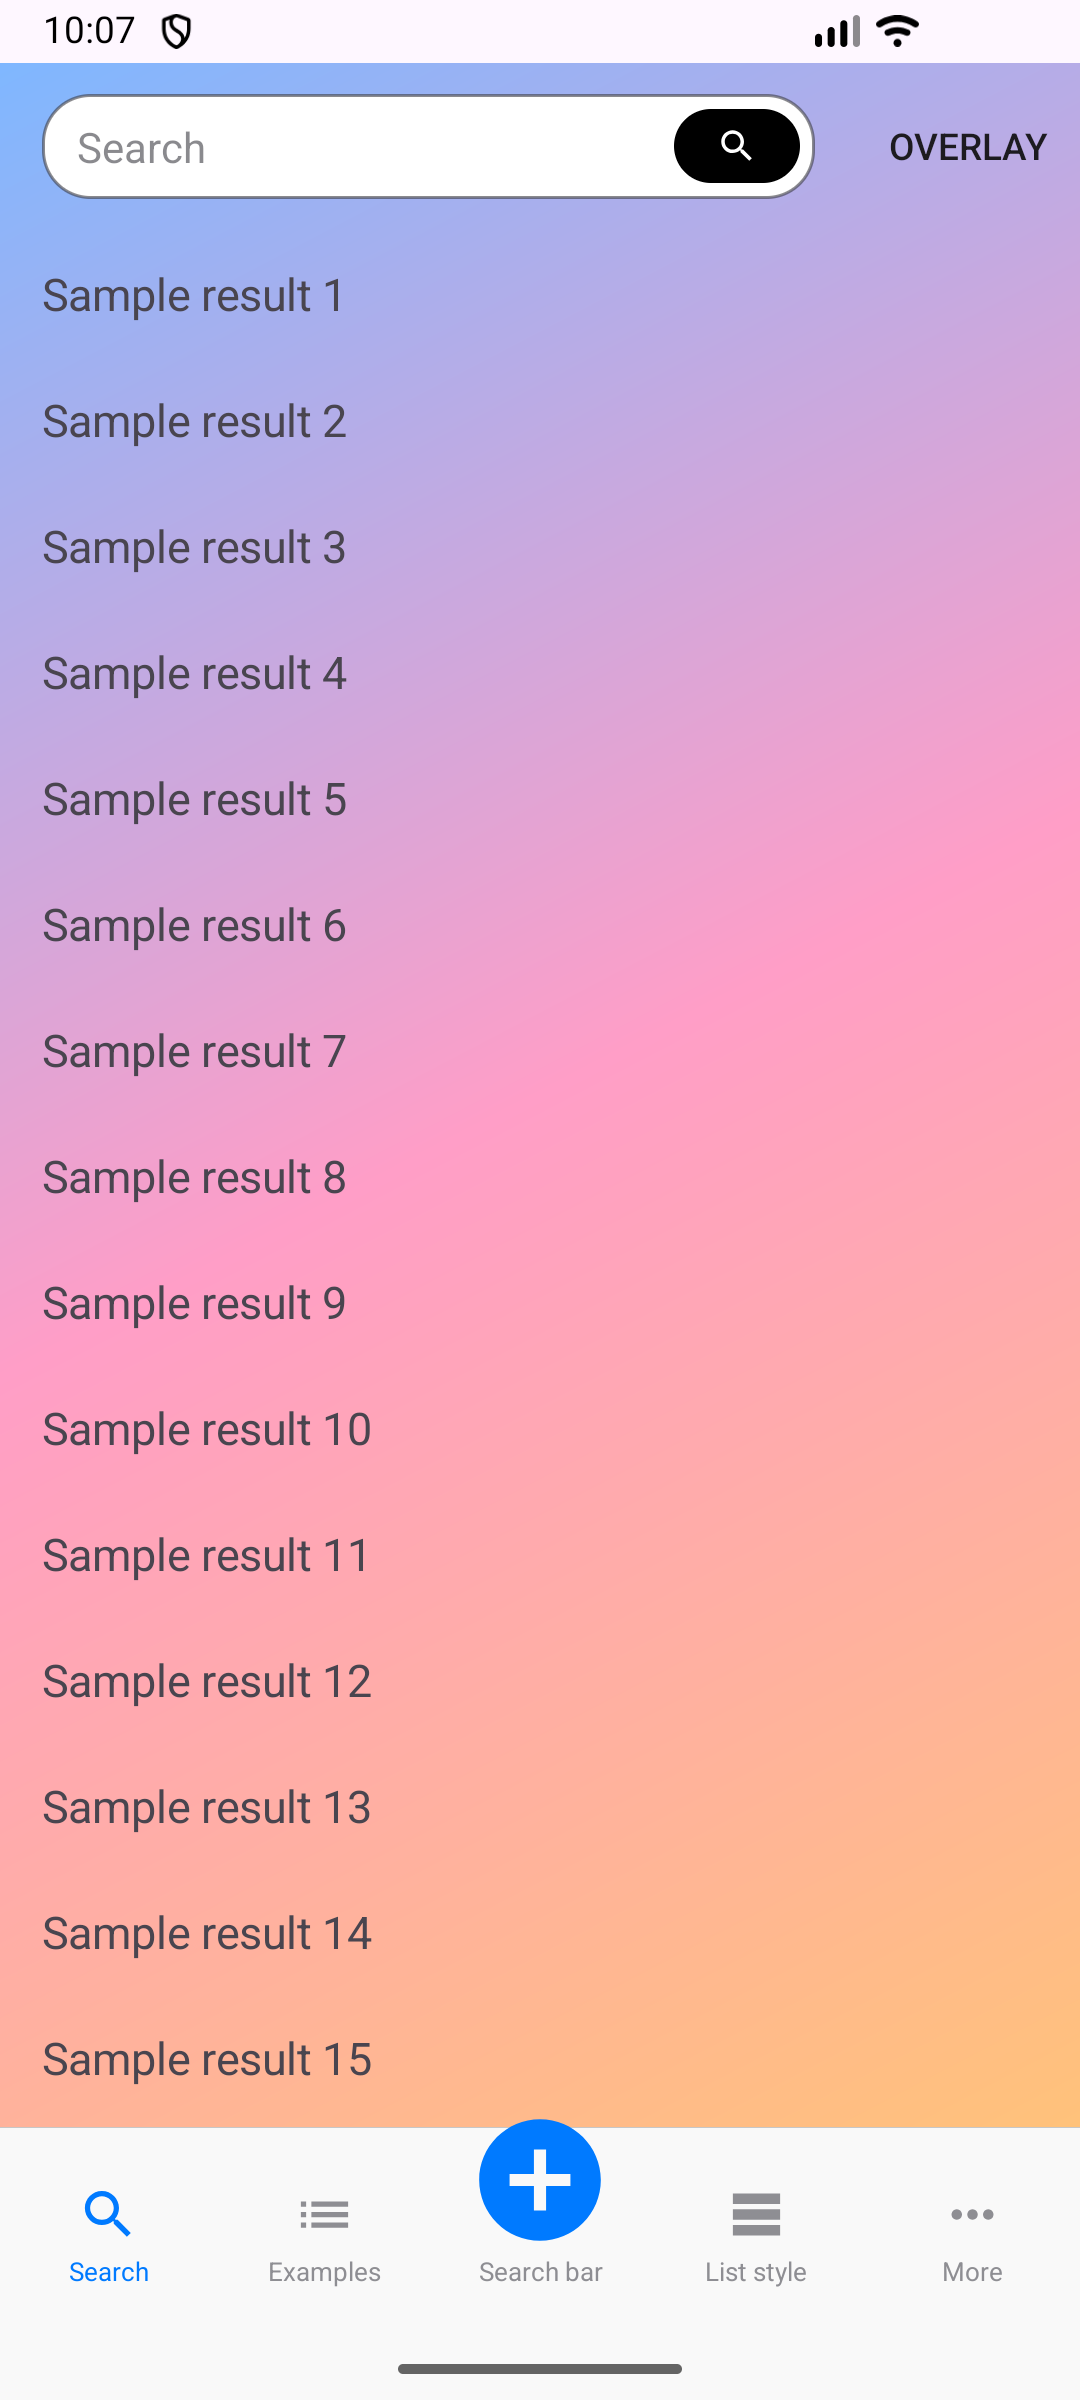 10:07
Search
OVERLAY
Sample result 1
Sample result 2
Sample result 3
Sample result 4
Sample result 5
Sample result 6
Sample result 7
Sample result 8
Sample result 9
Sample result 10
Sample result 11
Sample result 12
Sample result 13
Sample result 14
Sample result 15
Search
Examples
Search bar
List style
More